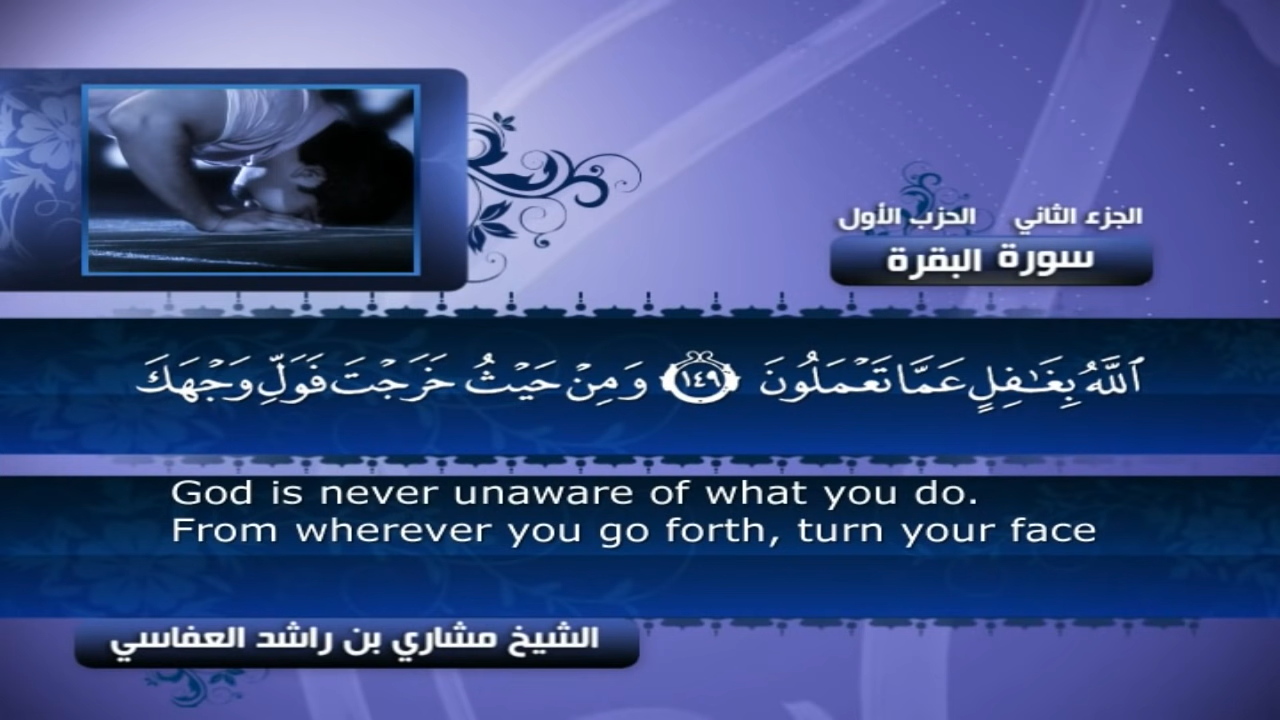 الجزء الثاني الحزب الأول
سورة البقرة
ٱللَّهُ بِغَـٰفِلٍ عَمَّا تَعْمَلُونَ ١٤٩ وَمِنْ حَيْثُ خَرَجْتَ فَوَلِّ وَجْهَكَ
God is never unaware of what you do.
From wherever you go forth, turn your face
الشيخ مشاري بن راشد العفاسي